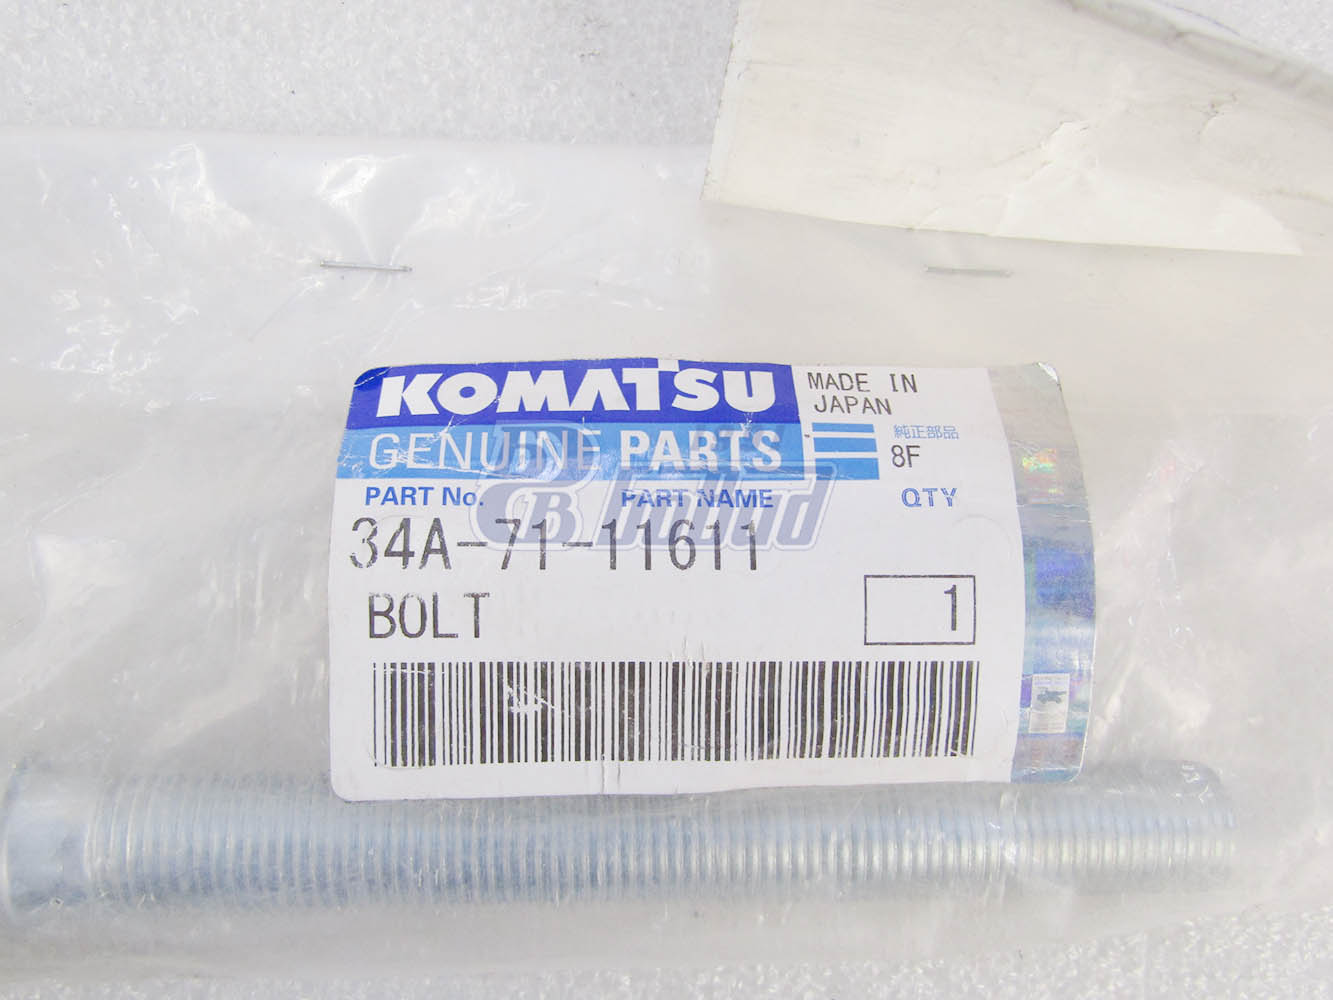 KOMATSU
MADE IN
JAPAN
GENUINE PARTS
純正部品
8F
PART No.
PART NAME
QTY
34A-71-11611
BOLT
1